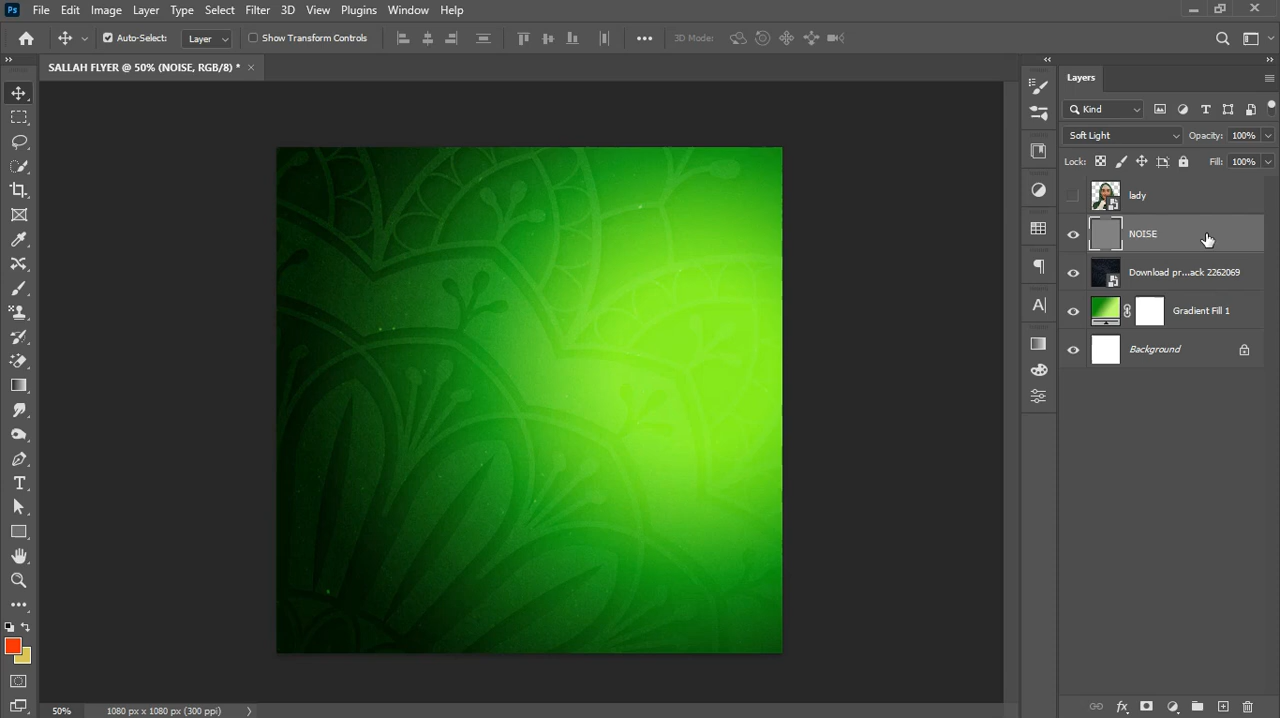 Ps File Edit Image Layer Type Select Filter 3D View Plugins Window Help
Auto-Select: Layer Show Transform Controls 3D Mode:
SALLAH FLYER @ 50% (NOISE, RGB/8) *
Layers
Kind
Soft Light Opacity: 100%
Lock: Fill: 100%
lady
NOISE
Download pr...ack 2262069
Gradient Fill 1
Background
50% 1080 px x 1080 px (300 ppi)